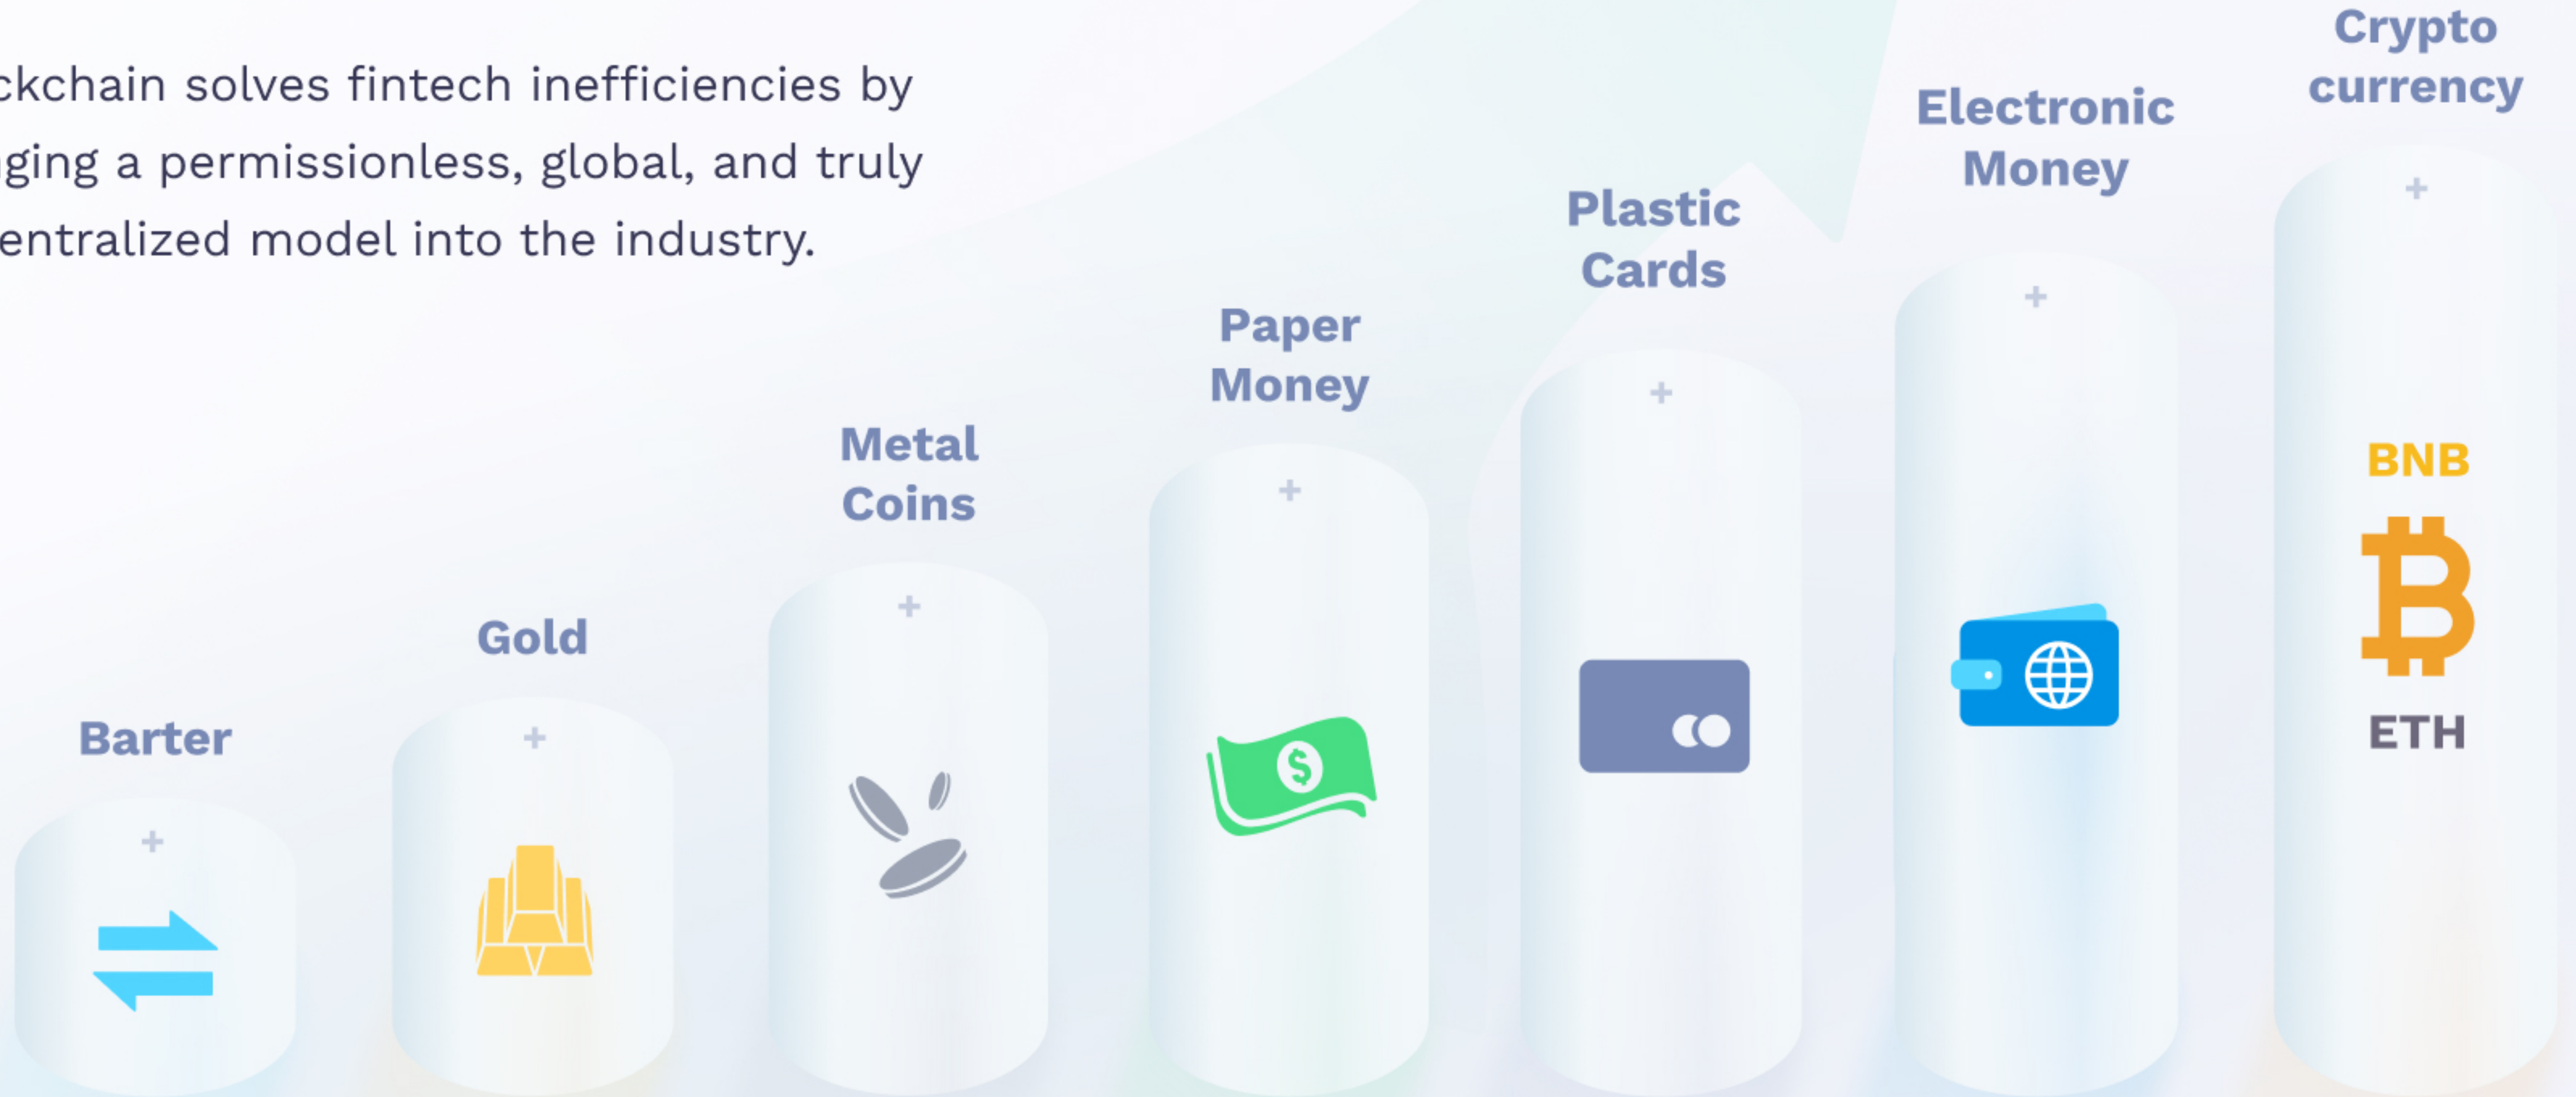 ckchain solves fintech inefficiencies by
ging a permissionless, global, and truly
entralized model into the industry.
Barter
Gold
Metal
Coins
Paper
Money
Plastic
Cards
Electronic
Money
Crypto
currency
BNB
ETH